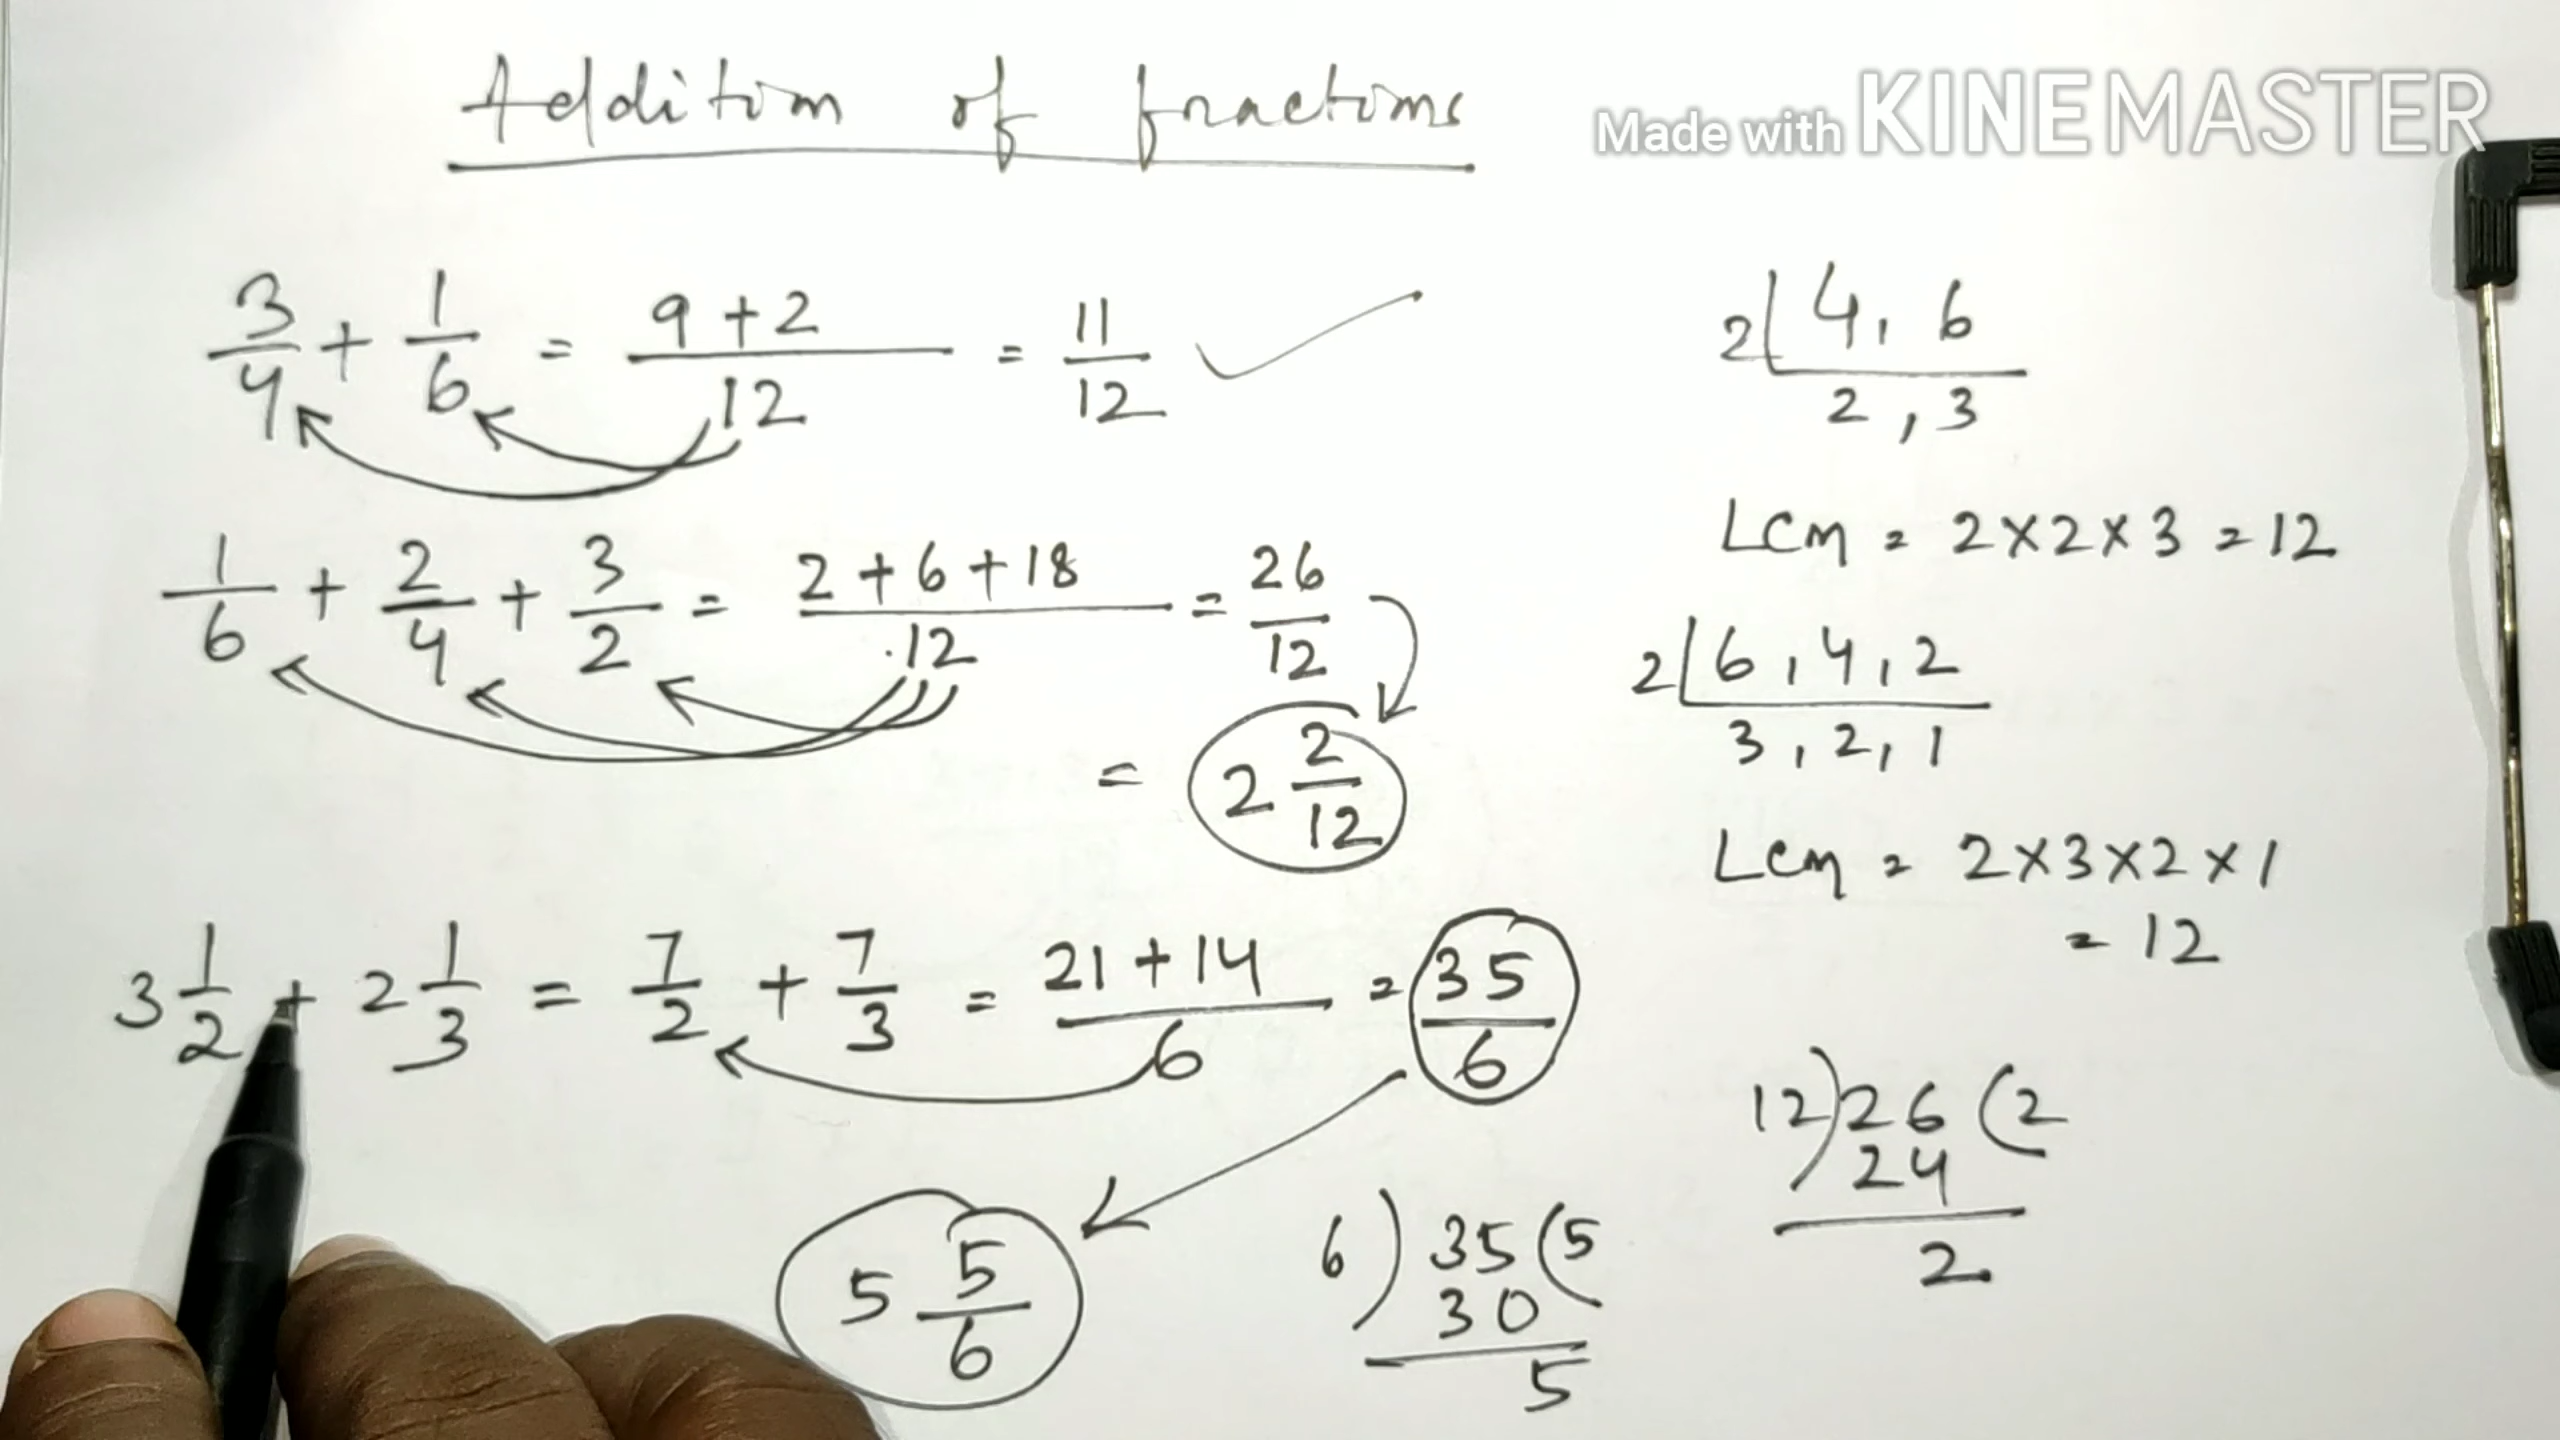 Addition of fractions
Made with KINEMASTER
3/4 + 1/6 = 9+2/12 = 11/12
1/6 + 2/4 + 3/2 = 2+6+18/12 = 26/12
= 2 2/12
3 1/2 + 2 1/3 = 7/2 + 7/3 = 21+14/6 = 35/6
5 5/6
2 | 4, 6
2, 3
LCM = 2×2×3 = 12
2 | 6, 4, 2
3, 2, 1
LCM = 2×3×2×1
= 12
12)26(2
24
2
6)35(5
30
5